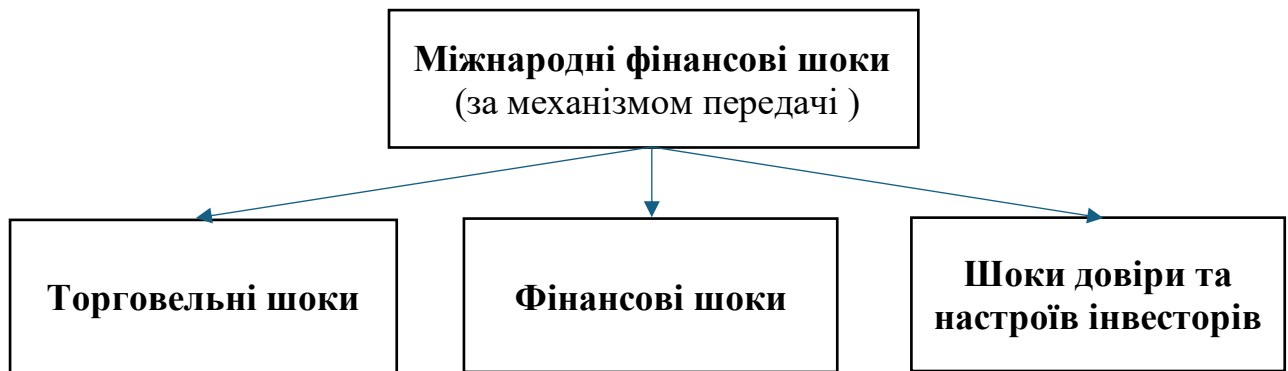 Міжнародні фінансові шоки
(за механізмом передачі )
Торговельні шоки
Фінансові шоки
Шоки довіри та
настроїв інвесторів